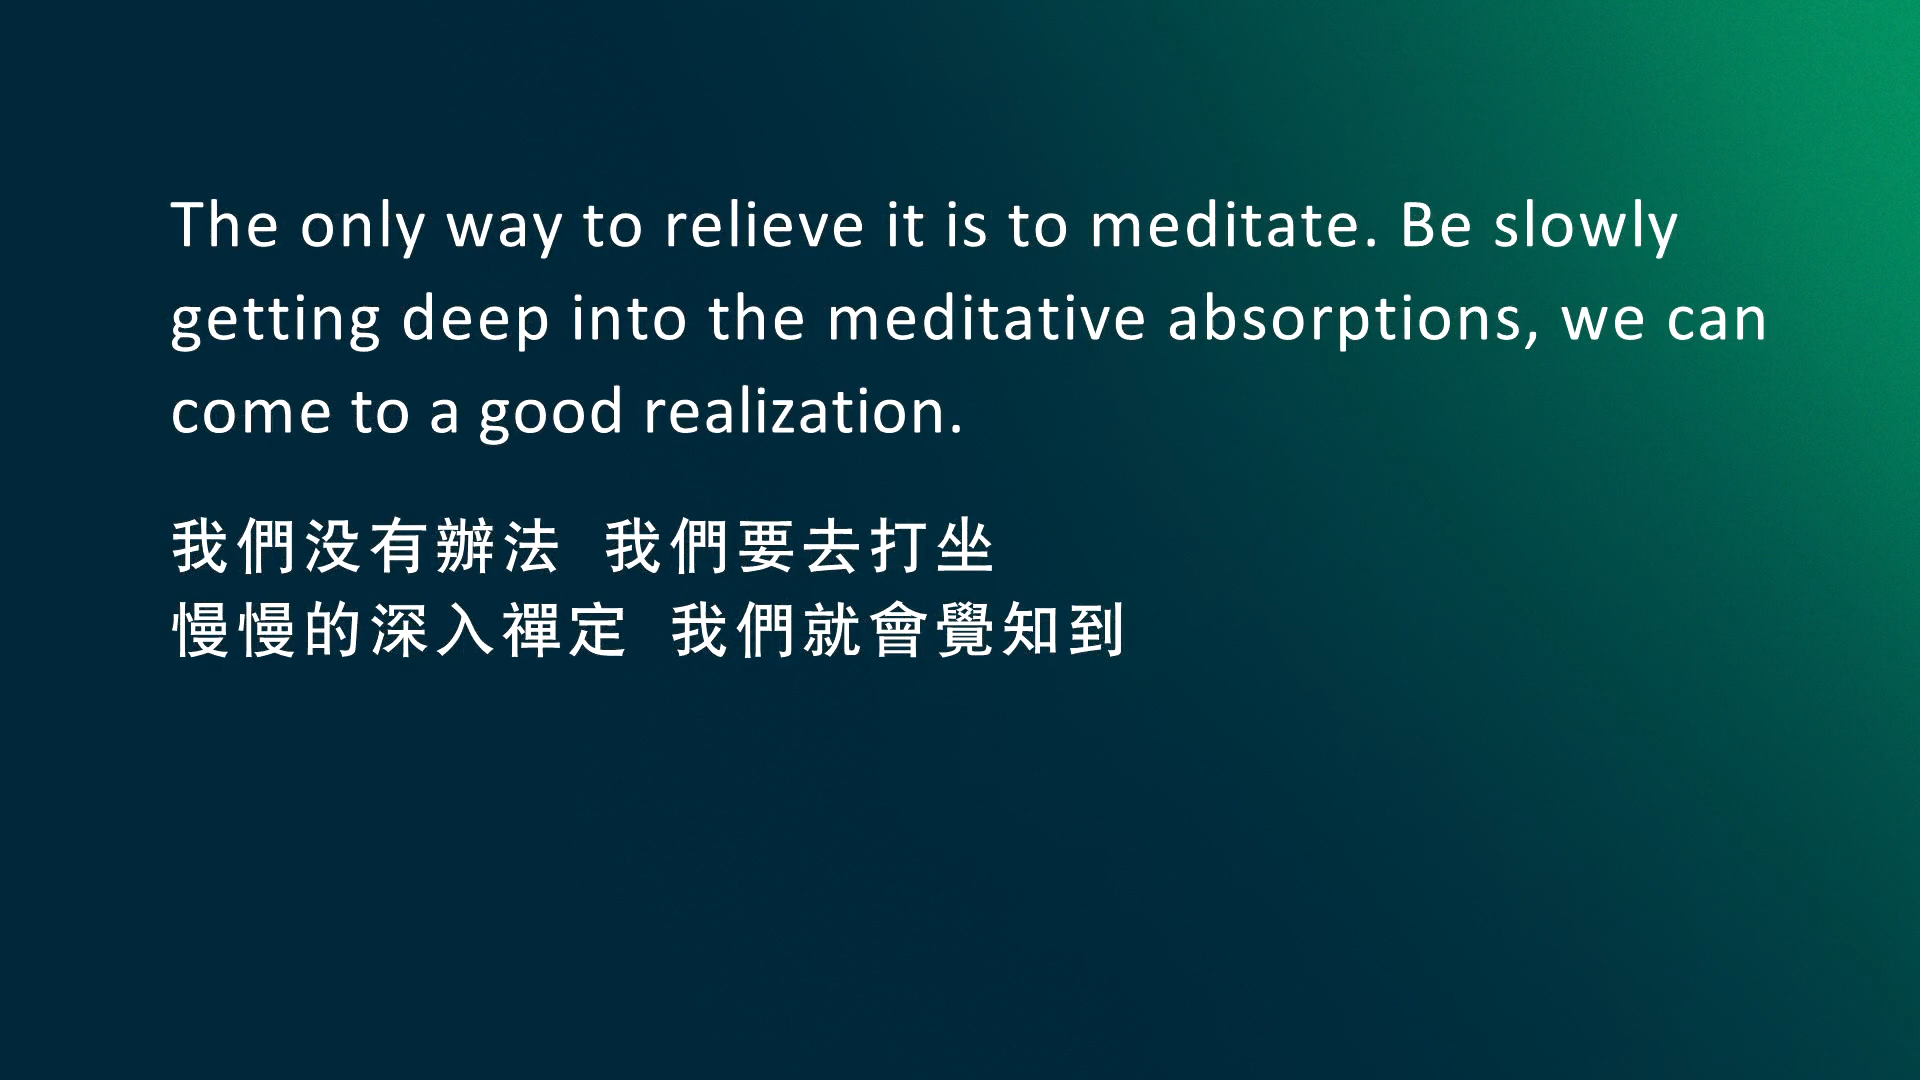 The only way to relieve it is to meditate. Be slowly
getting deep into the meditative absorptions, we can
come to a good realization.
我們没有辦法 我們要去打坐
慢慢的深入禪定 我們就會覺知到